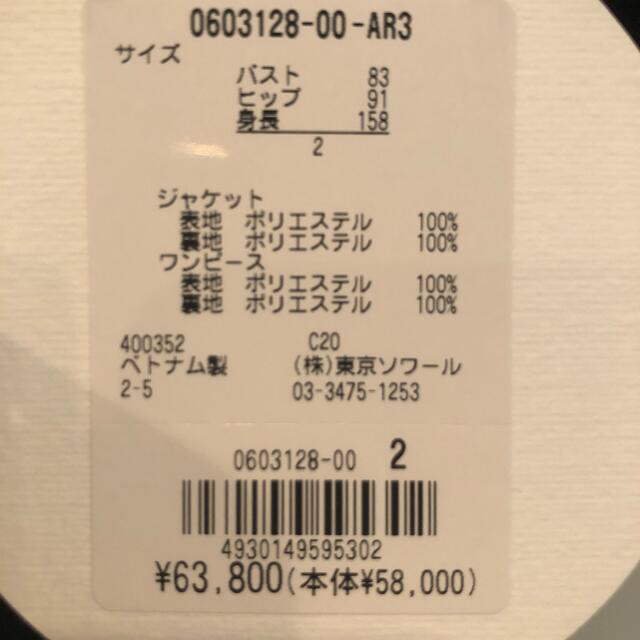 0603128-00-AR3
サイズ
バスト 83
ヒップ 91
身長 158
2
ジャケット
表地 ポリエステル 100%
裏地 ポリエステル 100%
ワンピース
表地 ポリエステル 100%
裏地 ポリエステル 100%
400352 C20
ベトナム製 (株)東京ソワール
2-5 03-3475-1253
0603128-00 2
4930149595302
¥63,800(本体¥58,000)